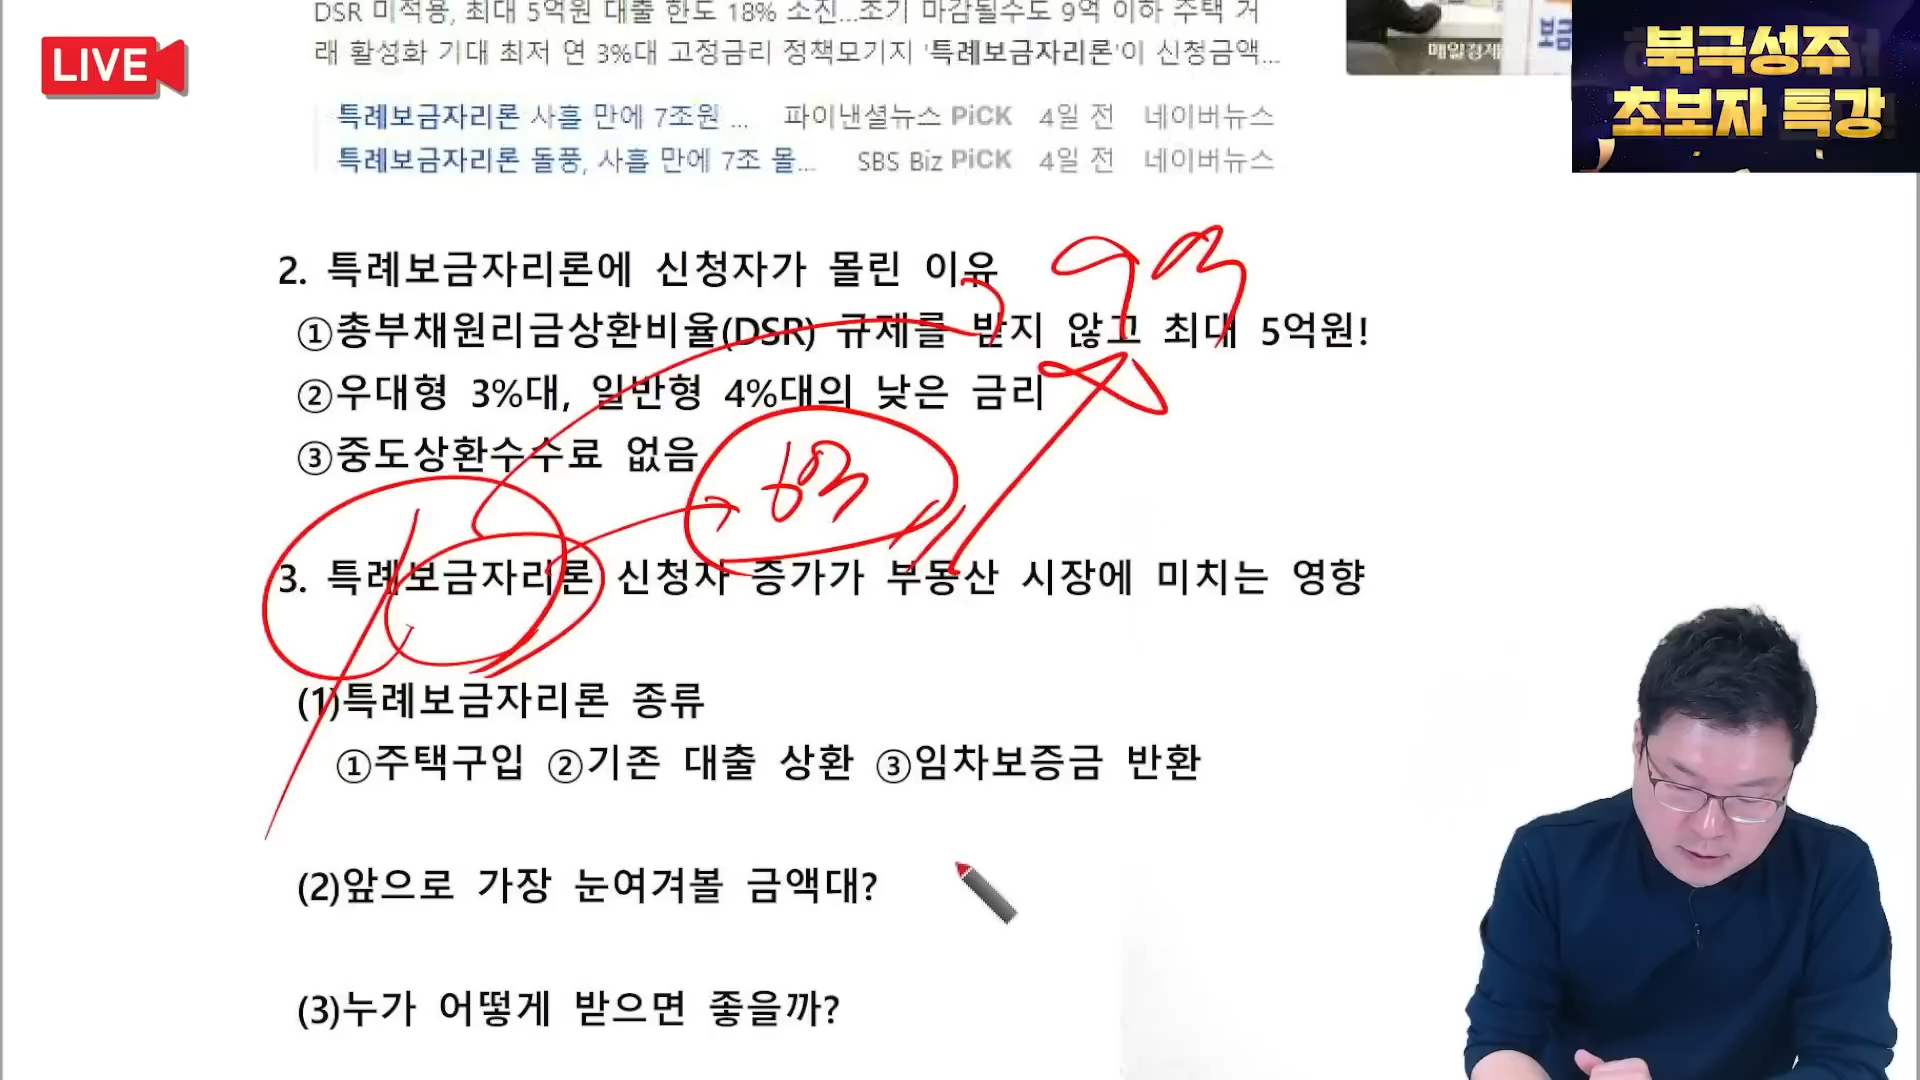 DSR 미적용, 최대 5억원 대출 한도 18% 소진...조기 마감될수도 9억 이하 주택 거
LIVE
래 활성화 기대 최저 연 3%대 고정금리 정책모기지 '특례보금자리론'이 신청금액...
매일경제
북극성주
초보자 특강
특례보금자리론 사흘 만에 7조원 ... 파이낸셜뉴스 PiCK 4일 전 네이버뉴스
특례보금자리론 돌풍, 사흘 만에 7조 몰... SBS Biz PiCK 4일 전 네이버뉴스
2. 특례보금자리론에 신청자가 몰린 이유
9억
①총부채원리금상환비율(DSR) 규제를 받지 않고 최대 5억원!
②우대형 3%대, 일반형 4%대의 낮은 금리
③중도상환수수료 없음
6억
3. 특례보금자리론 신청자 증가가 부동산 시장에 미치는 영향
(1)특례보금자리론 종류
①주택구입 ②기존 대출 상환 ③임차보증금 반환
(2)앞으로 가장 눈여겨볼 금액대?
(3)누가 어떻게 받으면 좋을까?